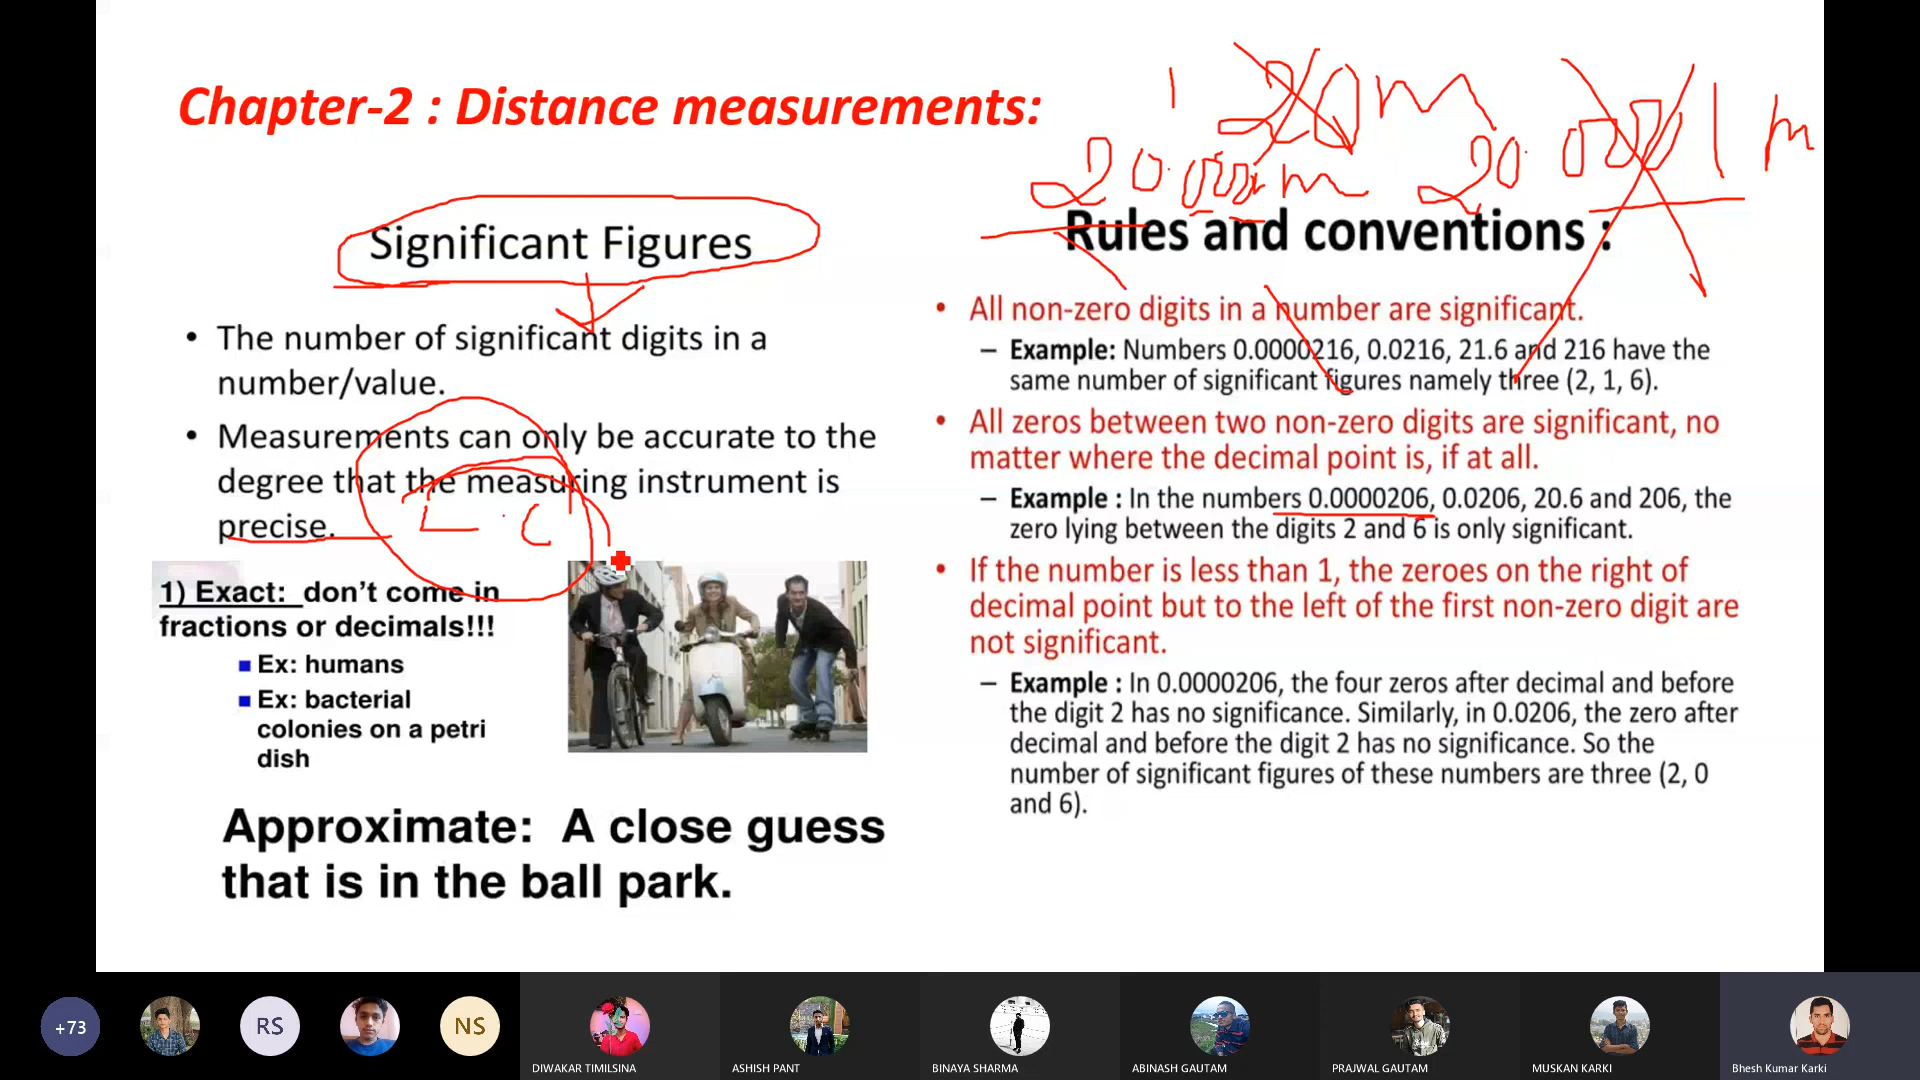 Chapter-2 : Distance measurements:
20m
20.000m
20.0001 m
Significant Figures
• The number of significant digits in a
number/value.
• Measurements can only be accurate to the
degree that the measuring instrument is
precise.
L.C
1) Exact: don’t come in
fractions or decimals!!!
Ex: humans
Ex: bacterial
colonies on a petri
dish
Approximate: A close guess
that is in the ball park.
Rules and conventions :
• All non-zero digits in a number are significant.
– Example: Numbers 0.0000216, 0.0216, 21.6 and 216 have the
same number of significant figures namely three (2, 1, 6).
• All zeros between two non-zero digits are significant, no
matter where the decimal point is, if at all.
– Example : In the numbers 0.0000206, 0.0206, 20.6 and 206, the
zero lying between the digits 2 and 6 is only significant.
• If the number is less than 1, the zeroes on the right of
decimal point but to the left of the first non-zero digit are
not significant.
– Example : In 0.0000206, the four zeros after decimal and before
the digit 2 has no significance. Similarly, in 0.0206, the zero after
decimal and before the digit 2 has no significance. So the
number of significant figures of these numbers are three (2, 0
and 6).
+73
RS
NS
DIWAKAR TIMILSINA
ASHISH PANT
BINAYA SHARMA
ABINASH GAUTAM
PRAJWAL GAUTAM
MUSKAN KARKI
Bhesh Kumar Karki